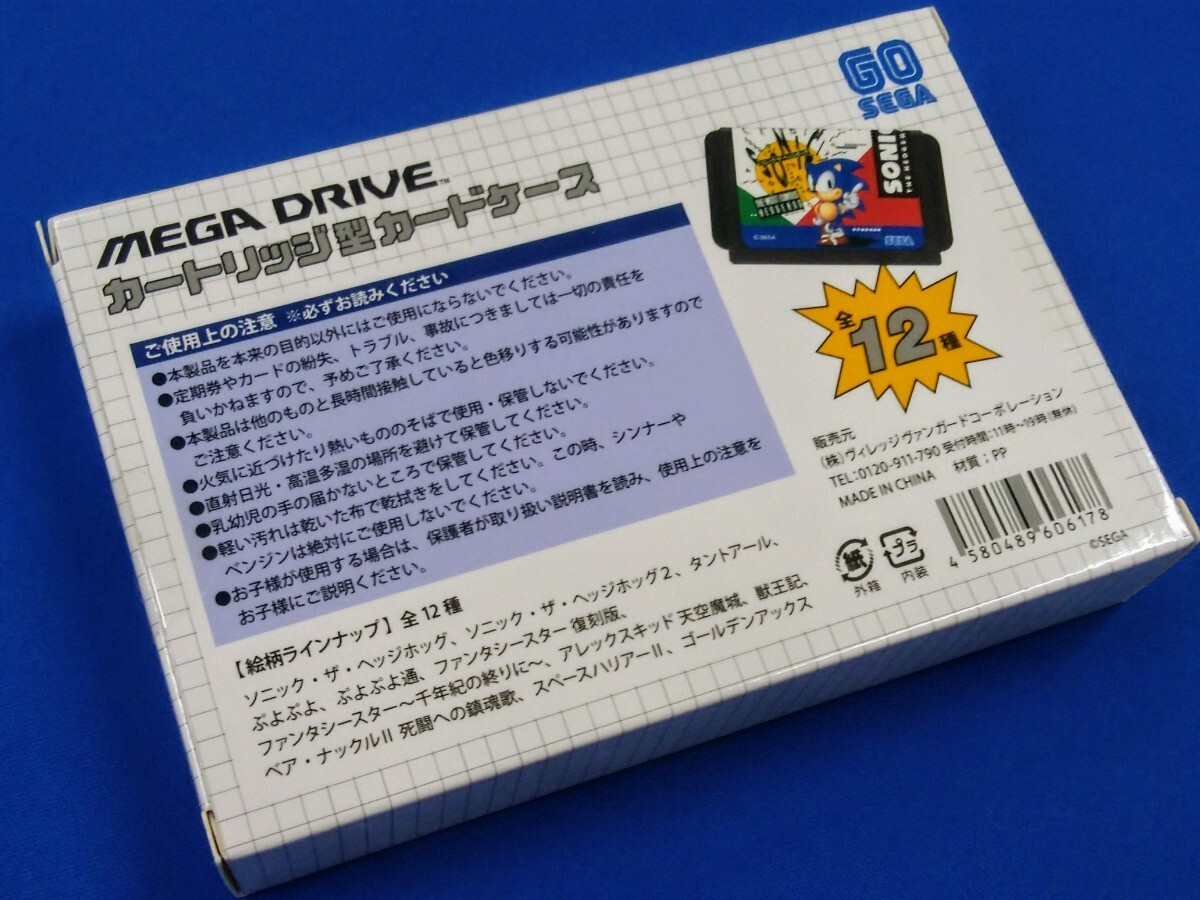 GO
SEGA
MEGA DRIVE™
カートリッジ型カードケース
SONIC
THE HEDGEHOG
SEGA
全12種
ご使用上の注意 ※必ずお読みください
●本製品を本来の目的以外にはご使用にならないでください。
●定期券やカードの紛失、トラブル、事故につきましては一切の責任を
負いかねますので、予めご了承ください。
●本製品は他のものと長時間接触していると色移りする可能性がありますので
ご注意ください。
●火気に近づけたり熱いもののそばで使用・保管しないでください。
●直射日光・高温多湿の場所を避けて保管してください。
●乳幼児の手の届かないところで保管してください。
●軽い汚れは乾いた布で乾拭きをしてください。この時、シンナーや
ベンジンは絶対にご使用しないでください。
●お子様が使用する場合は、保護者が取り扱い説明書を読み、使用上の注意を
お子様にご説明ください。
【絵柄ラインナップ】全12種
ソニック・ザ・ヘッジホッグ、ソニック・ザ・ヘッジホッグ2、タントアール、
ぷよぷよ、ぷよぷよ通、ファンタシースター 復刻版、
ファンタシースター～千年紀の終りに～、アレックスキッド 天空魔城、獣王記、
ベア・ナックルII 死闘への鎮魂歌、スペースハリアーII、ゴールデンアックス
販売元
(株)ヴィレッジヴァンガードコーポレーション
TEL:0120-911-790 受付時間:11時～19時(無休)
MADE IN CHINA 材質;PP
紙
外箱
プラ
内装
4 580489 606178
©SEGA